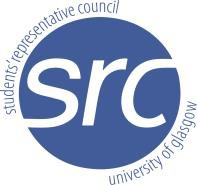 students' representative council
src
university of glasgow